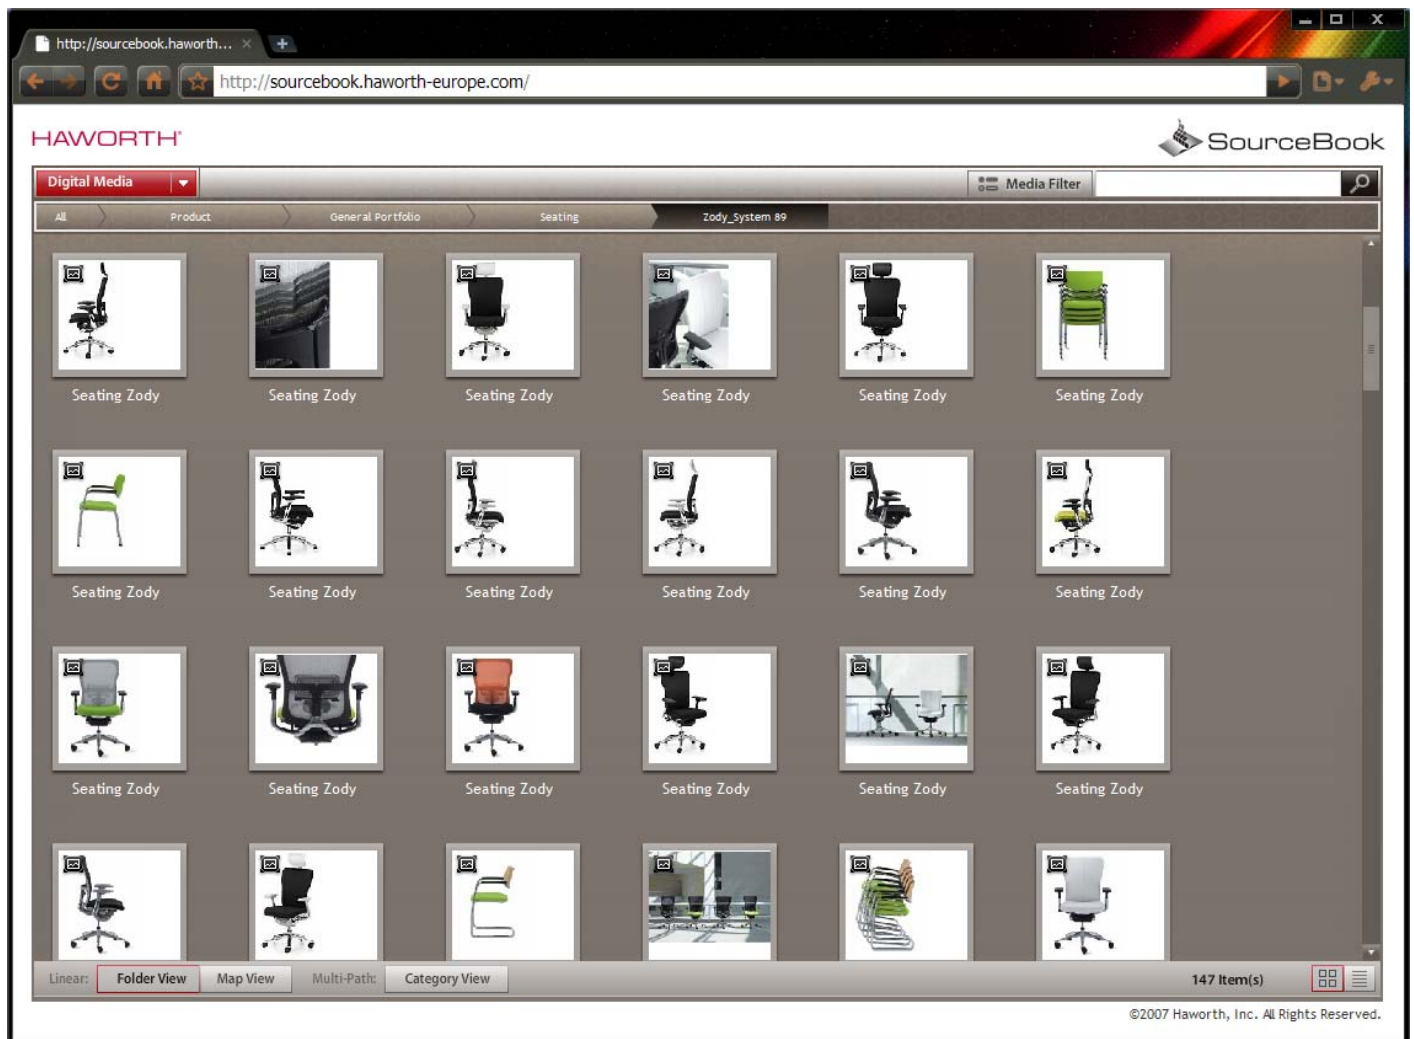 http://sourcebook.haworth...
http://sourcebook.haworth-europe.com/
HAWORTH®
SourceBook
Digital Media
Media Filter
All Product General Portfolio Seating Zody_System 89
Seating Zody Seating Zody Seating Zody Seating Zody Seating Zody Seating Zody
Seating Zody Seating Zody Seating Zody Seating Zody Seating Zody Seating Zody
Seating Zody Seating Zody Seating Zody Seating Zody Seating Zody Seating Zody
Linear: Folder View Map View Multi-Path: Category View 147 Item(s)
©2007 Haworth, Inc. All Rights Reserved.